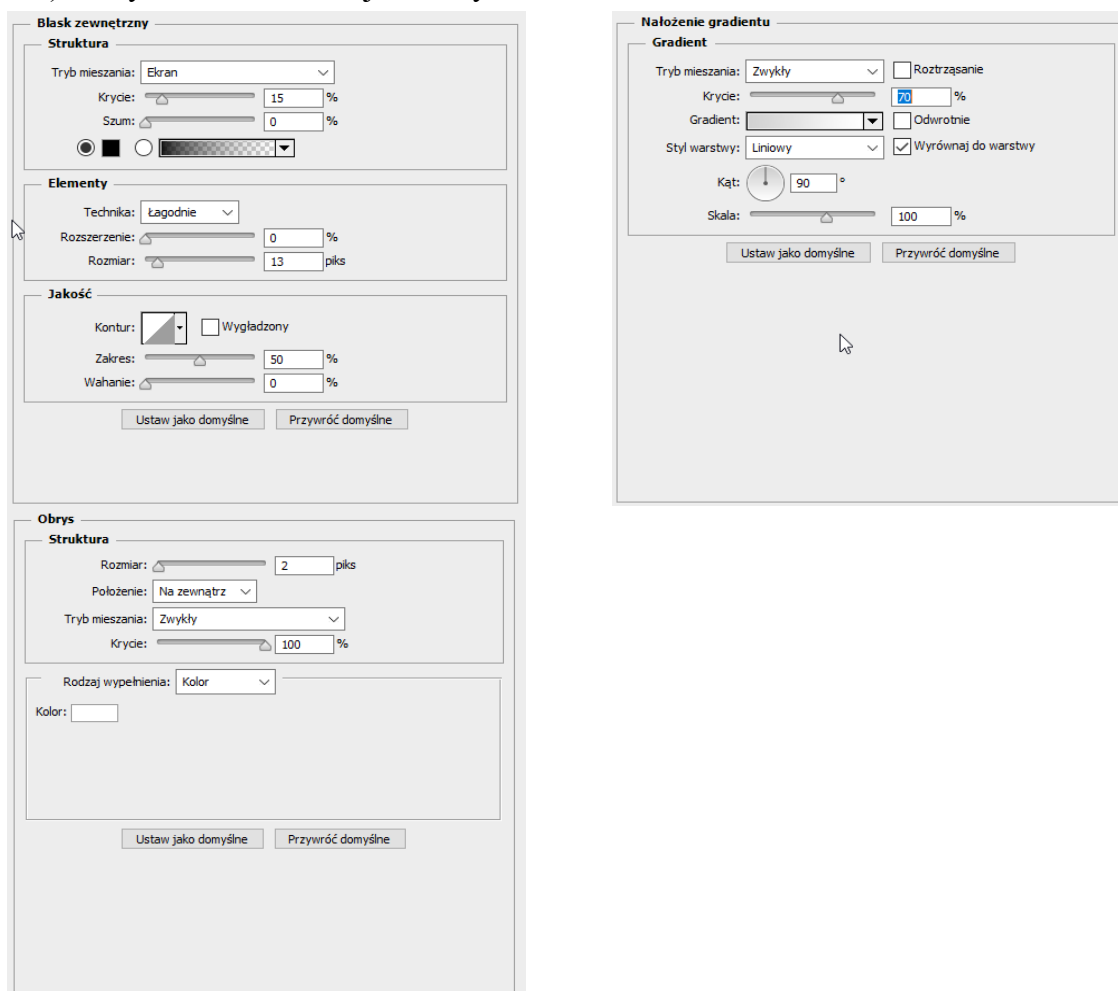 Blask zewnętrzny
Struktura
Tryb mieszania: Ekran
Krycie: 15 %
Szum: 0 %
Elementy
Technika: Łagodnie
Rozszerzenie: 0 %
Rozmiar: 13 piks
Jakość
Kontur: Wygładzony
Zakres: 50 %
Wahanie: 0 %
Ustaw jako domyślne Przywróć domyślne
Nałożenie gradientu
Gradient
Tryb mieszania: Zwykły Roztrząsanie
Krycie: 70 %
Gradient: Odwrotnie
Styl warstwy: Liniowy Wyrównaj do warstwy
Kąt: 90 °
Skala: 100 %
Ustaw jako domyślne Przywróć domyślne
Obrys
Struktura
Rozmiar: 2 piks
Położenie: Na zewnątrz
Tryb mieszania: Zwykły
Krycie: 100 %
Rodzaj wypełnienia: Kolor
Kolor:
Ustaw jako domyślne Przywróć domyślne